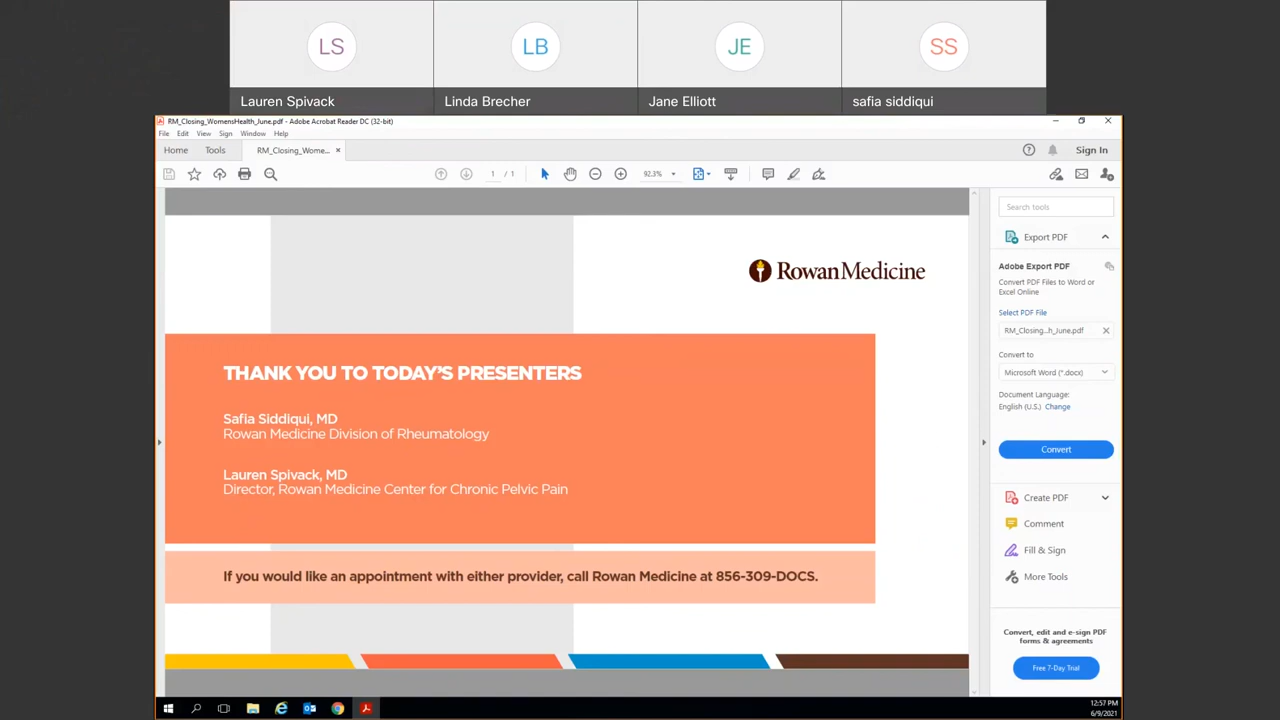 LS
LB
JE
SS
Lauren Spivack
Linda Brecher
Jane Elliott
safia siddiqui
RM_Closing_WomensHealth_June.pdf - Adobe Acrobat Reader DC (32-bit)
File Edit View Sign Window Help
Home Tools RM_Closing_Wome... × Sign In
1 / 1 92.3%
Search tools
Export PDF
Adobe Export PDF
Convert PDF Files to Word or
Excel Online
Select PDF File
RM_Closing...h_June.pdf
Convert to
Microsoft Word (*.docx)
Document Language:
English (U.S.) Change
Convert
Create PDF
Comment
Fill & Sign
More Tools
Convert, edit and e-sign PDF
forms & agreements
Free 7-Day Trial
Rowan Medicine
THANK YOU TO TODAY'S PRESENTERS
Safia Siddiqui, MD
Rowan Medicine Division of Rheumatology
Lauren Spivack, MD
Director, Rowan Medicine Center for Chronic Pelvic Pain
If you would like an appointment with either provider, call Rowan Medicine at 856-309-DOCS.
12:57 PM
6/9/2021